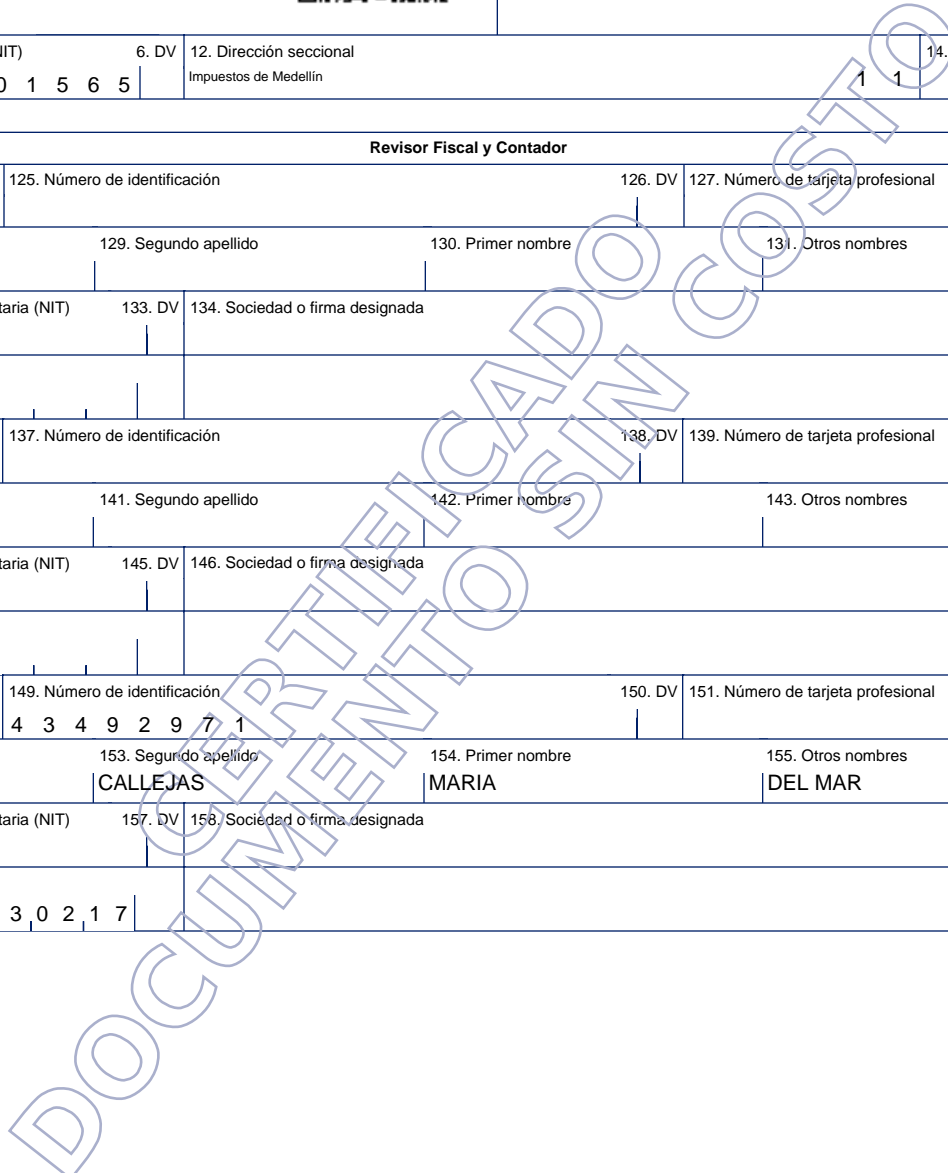 IT) 6. DV 12. Dirección seccional 14.
0 1 5 6 5 Impuestos de Medellín 1 1
Revisor Fiscal y Contador
125. Número de identificación 126. DV 127. Número de tarjeta profesional
129. Segundo apellido 130. Primer nombre 131. Otros nombres
taria (NIT) 133. DV 134. Sociedad o firma designada
137. Número de identificación 138. DV 139. Número de tarjeta profesional
141. Segundo apellido 142. Primer nombre 143. Otros nombres
taria (NIT) 145. DV 146. Sociedad o firma designada
149. Número de identificación 150. DV 151. Número de tarjeta profesional
4 3 4 9 2 9 7 1
153. Segundo apellido 154. Primer nombre 155. Otros nombres
CALLEJAS MARIA DEL MAR
taria (NIT) 157. DV 158. Sociedad o firma designada
3 0 2 1 7
CERTIFICADO
DOCUMENTO SIN COSTO